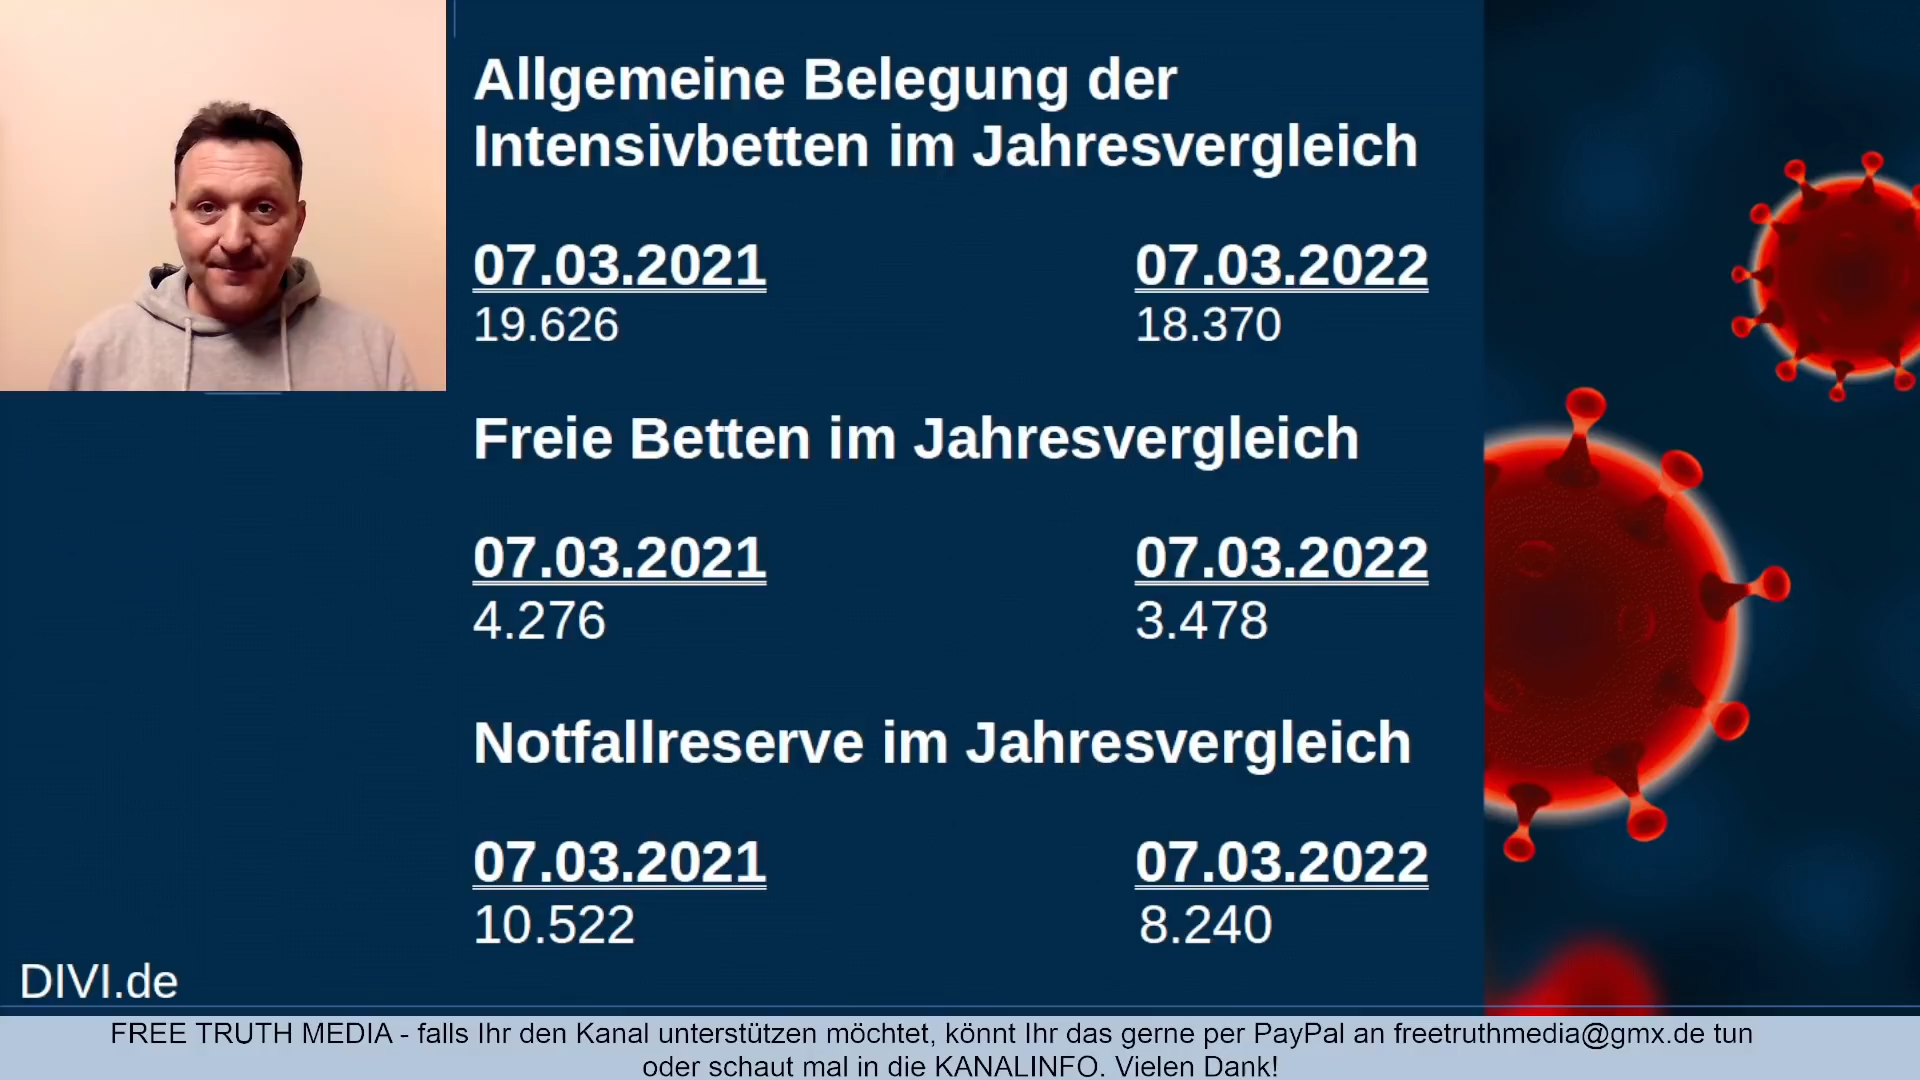 Allgemeine Belegung der
Intensivbetten im Jahresvergleich
07.03.2021 07.03.2022
19.626 18.370
Freie Betten im Jahresvergleich
07.03.2021 07.03.2022
4.276 3.478
Notfallreserve im Jahresvergleich
07.03.2021 07.03.2022
10.522 8.240
DIVI.de
FREE TRUTH MEDIA - falls Ihr den Kanal unterstützen möchtet, könnt Ihr das gerne per PayPal an freetruthmedia@gmx.de tun
oder schaut mal in die KANALINFO. Vielen Dank!